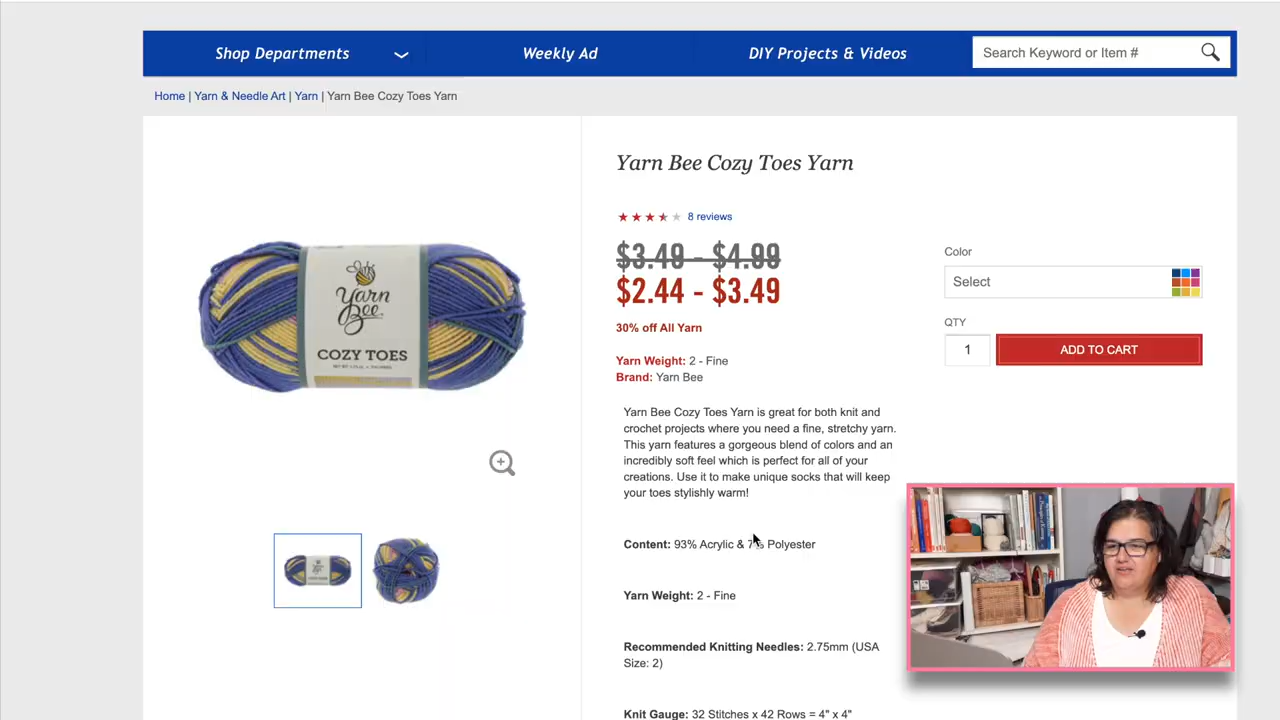 Shop Departments
Weekly Ad
DIY Projects & Videos
Search Keyword or Item #
Home | Yarn & Needle Art | Yarn | Yarn Bee Cozy Toes Yarn
Yarn Bee Cozy Toes Yarn
8 reviews
$3.49 - $4.99
$2.44 - $3.49
30% off All Yarn
Yarn Weight: 2 - Fine
Brand: Yarn Bee
Color
Select
QTY
1
ADD TO CART
Yarn
Bee
COZY TOES
Yarn Bee Cozy Toes Yarn is great for both knit and
crochet projects where you need a fine, stretchy yarn.
This yarn features a gorgeous blend of colors and an
incredibly soft feel which is perfect for all of your
creations. Use it to make unique socks that will keep
your toes stylishly warm!
Content: 93% Acrylic & 7% Polyester
Yarn Weight: 2 - Fine
Recommended Knitting Needles: 2.75mm (USA
Size: 2)
Knit Gauge: 32 Stitches x 42 Rows = 4" x 4"